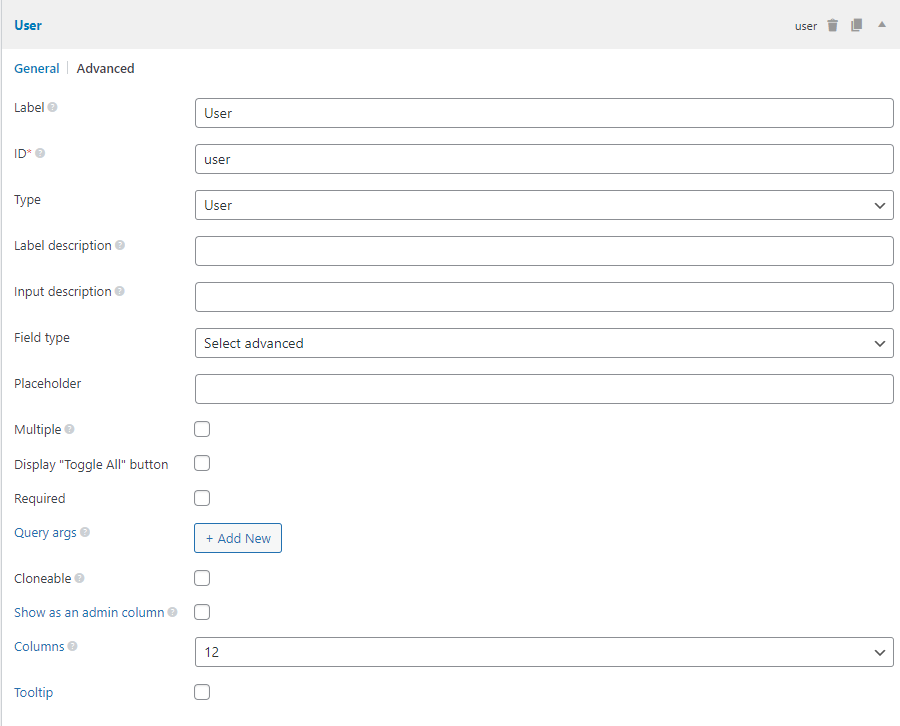 User
user
General
Advanced
Label
User
ID*
user
Type
User
Label description
Input description
Field type
Select advanced
Placeholder
Multiple
Display "Toggle All" button
Required
Query args
+ Add New
Cloneable
Show as an admin column
Columns
12
Tooltip